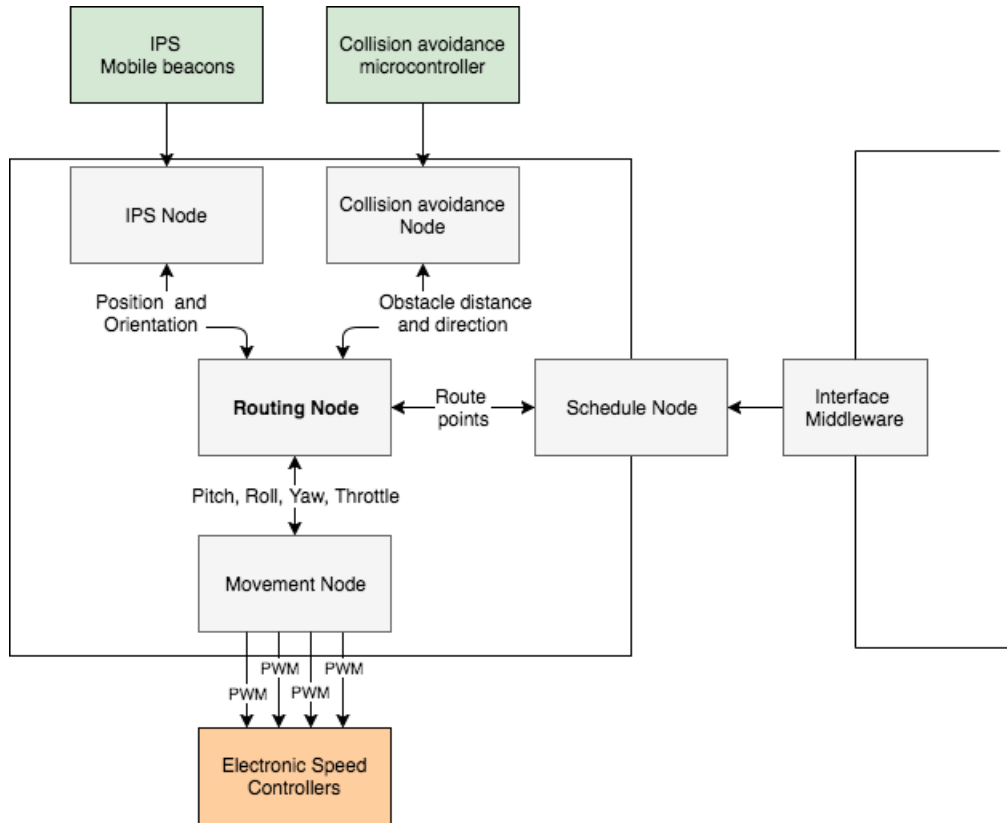 IPS
Mobile beacons
Collision avoidance
microcontroller
IPS Node
Collision avoidance
Node
Position and
Orientation
Obstacle distance
and direction
Routing Node
Route
points
Schedule Node
Interface
Middleware
Pitch, Roll, Yaw, Throttle
Movement Node
PWM
PWM
PWM
PWM
Electronic Speed
Controllers